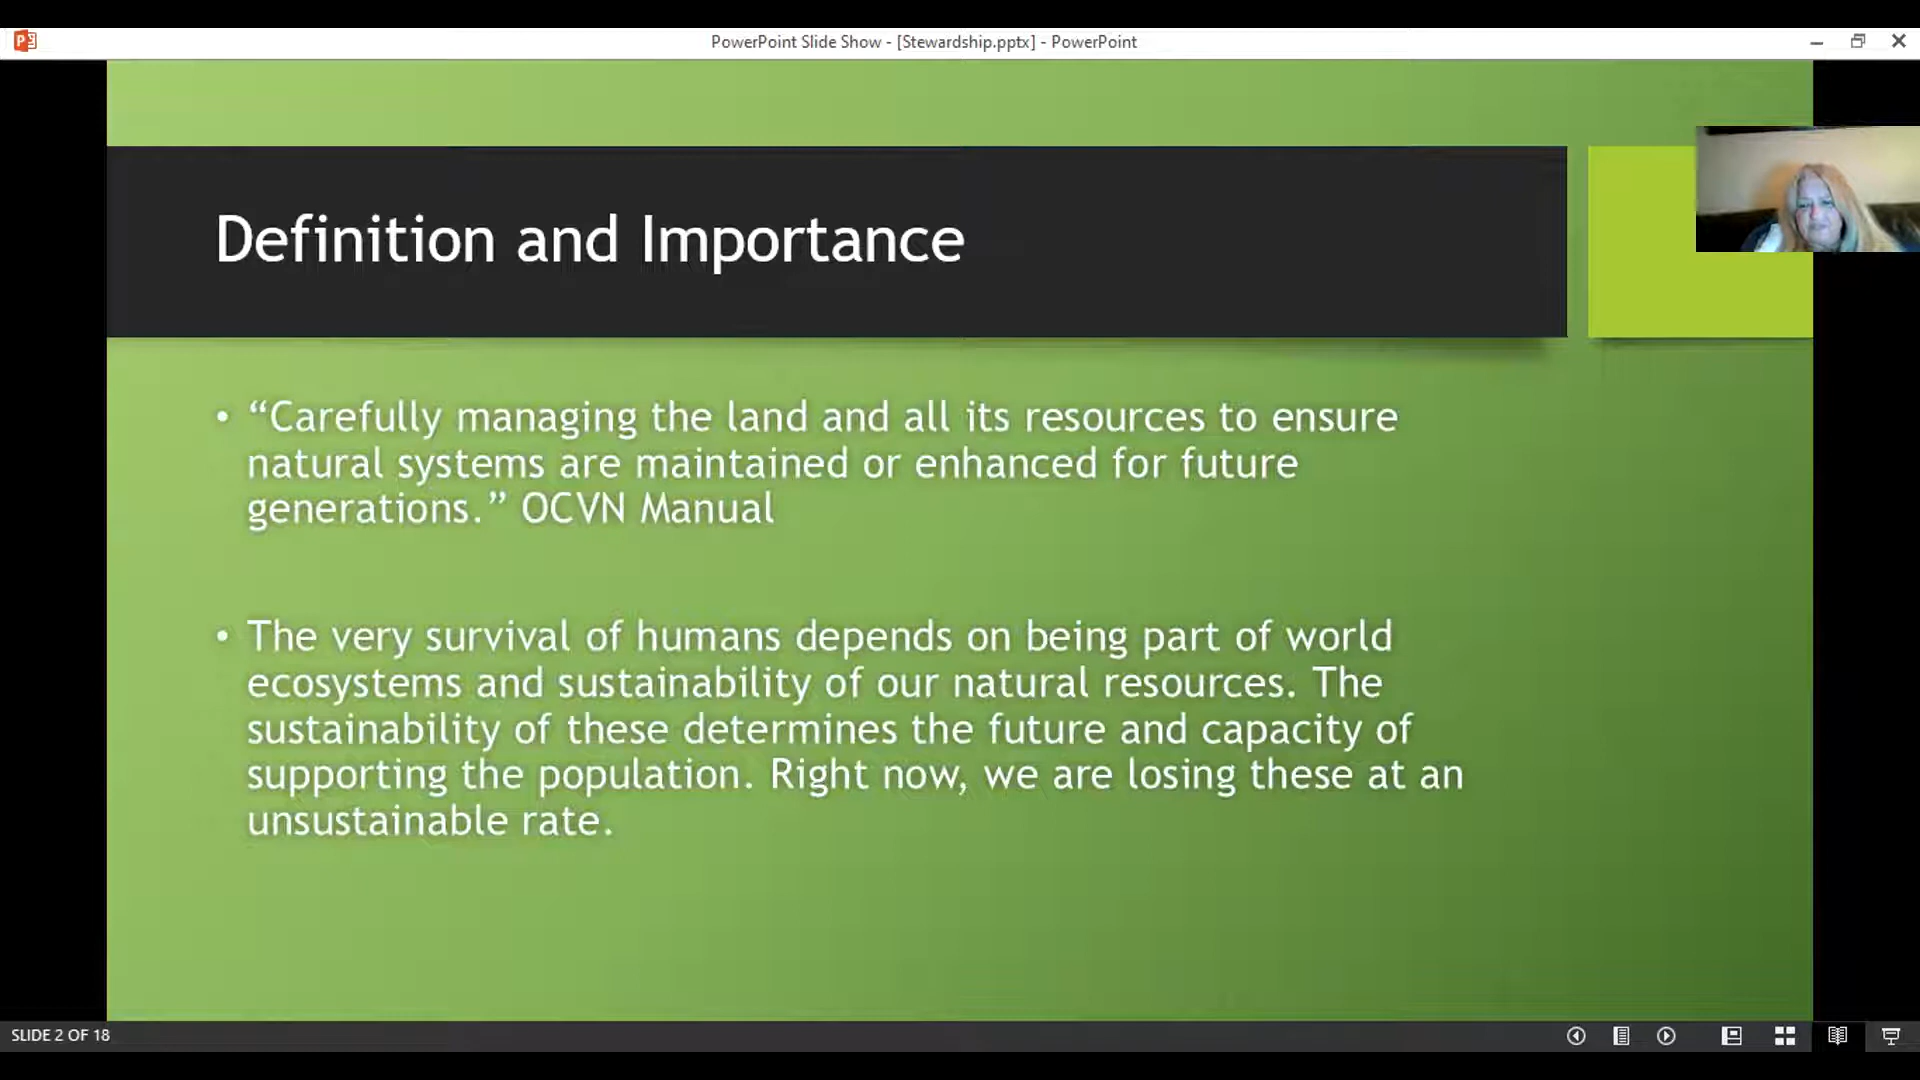 PowerPoint Slide Show - [Stewardship.pptx] - PowerPoint
Definition and Importance
• “Carefully managing the land and all its resources to ensure
natural systems are maintained or enhanced for future
generations.” OCVN Manual
• The very survival of humans depends on being part of world
ecosystems and sustainability of our natural resources. The
sustainability of these determines the future and capacity of
supporting the population. Right now, we are losing these at an
unsustainable rate.
SLIDE 2 OF 18